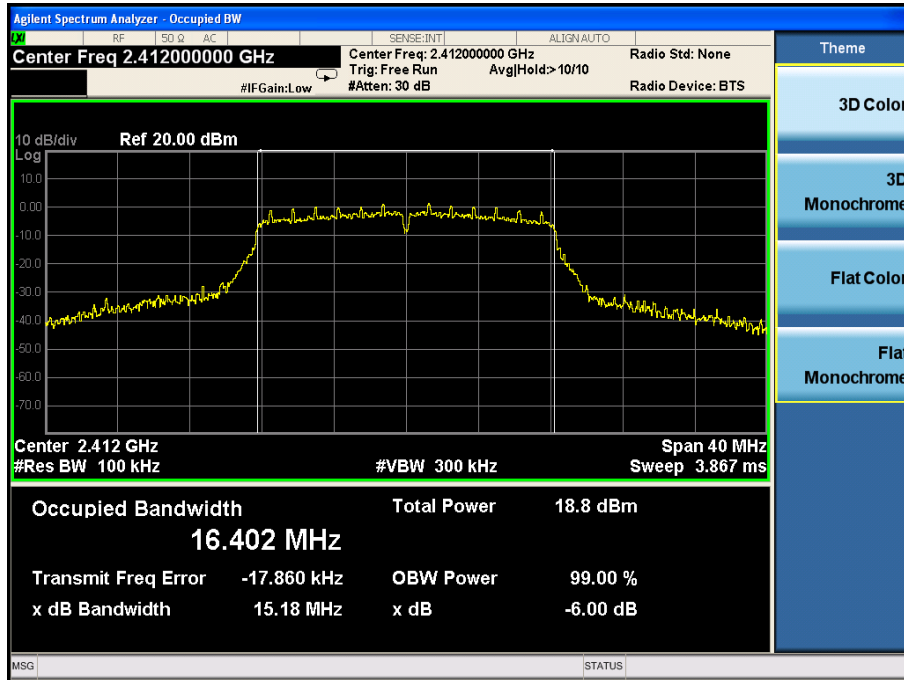 Agilent Spectrum Analyzer - Occupied BW
LXI RF 50 Ω AC SENSE:INT ALIGN AUTO
Center Freq 2.412000000 GHz
Center Freq: 2.412000000 GHz
Radio Std: None
Trig: Free Run Avg|Hold:>10/10
#IFGain:Low
#Atten: 30 dB
Radio Device: BTS
10 dB/div Ref 20.00 dBm
Log
10.0
0.00
-10.0
-20.0
-30.0
-40.0
-50.0
-60.0
-70.0
Center 2.412 GHz Span 40 MHz
#Res BW 100 kHz #VBW 300 kHz Sweep 3.867 ms
Occupied Bandwidth
Total Power 18.8 dBm
16.402 MHz
Transmit Freq Error -17.860 kHz OBW Power 99.00 %
x dB Bandwidth 15.18 MHz x dB -6.00 dB
MSG STATUS
Theme
3D Color
3D
Monochrome
Flat Color
Flat
Monochrome